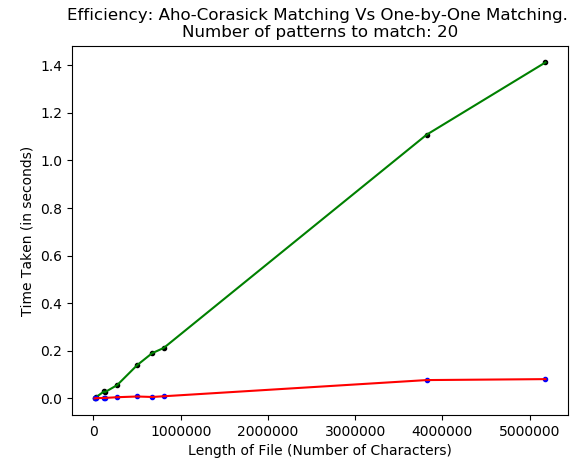 Efficiency: Aho-Corasick Matching Vs One-by-One Matching.
Number of patterns to match: 20
1.4
1.2
1.0
0.8
0.6
0.4
0.2
0.0
Time Taken (in seconds)
0 1000000 2000000 3000000 4000000 5000000
Length of File (Number of Characters)